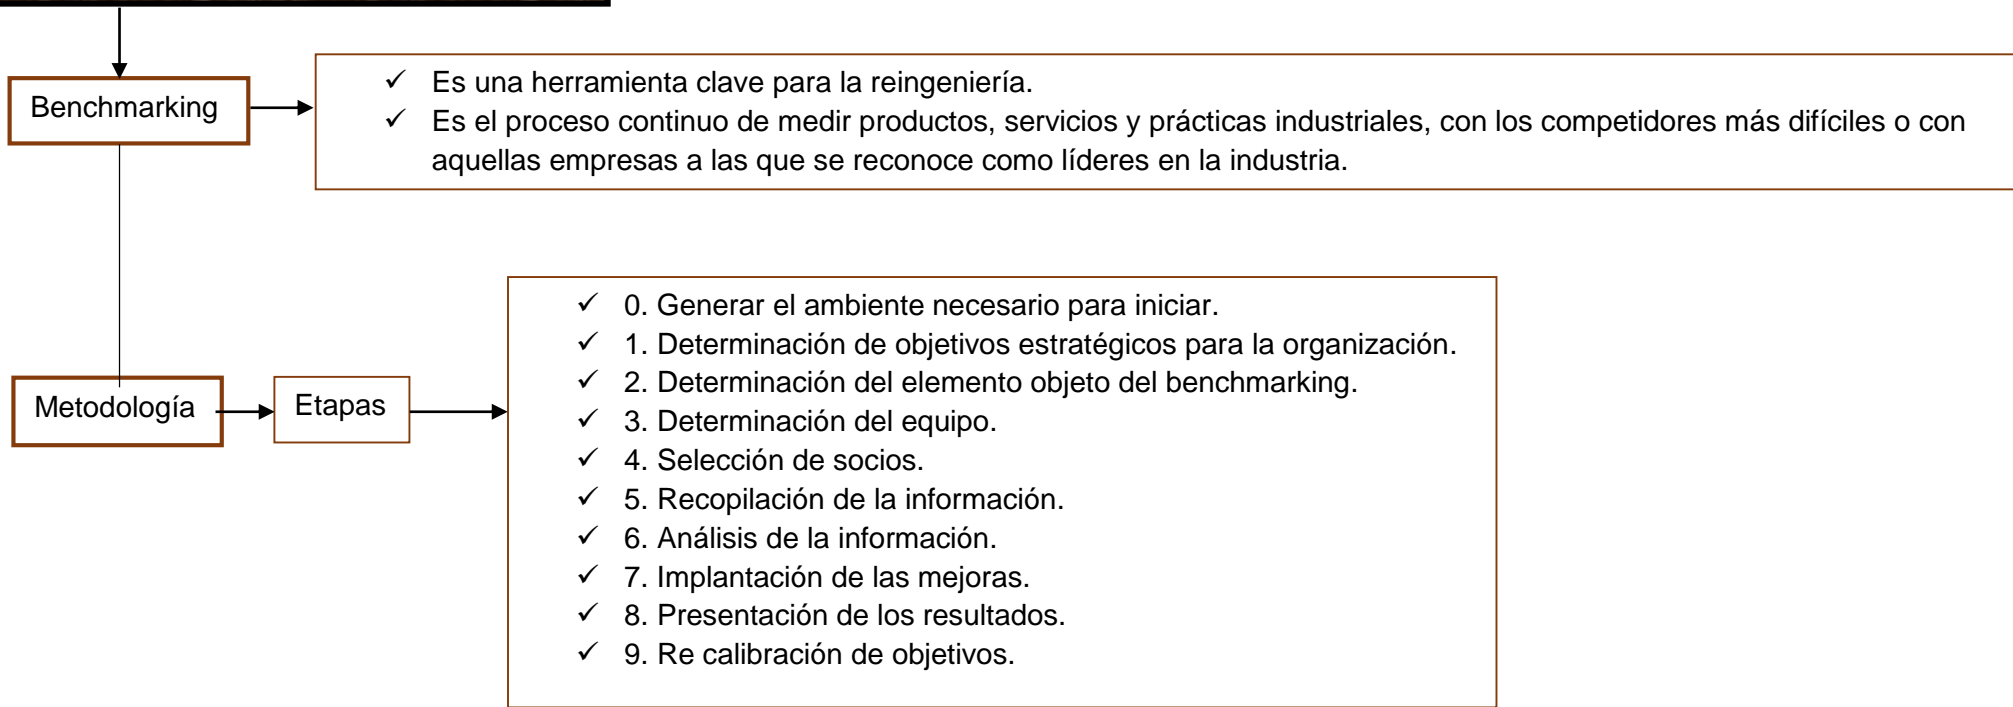 Benchmarking
✓ Es una herramienta clave para la reingeniería.
✓ Es el proceso continuo de medir productos, servicios y prácticas industriales, con los competidores más difíciles o con
aquellas empresas a las que se reconoce como líderes en la industria.
Metodología
Etapas
✓ 0. Generar el ambiente necesario para iniciar.
✓ 1. Determinación de objetivos estratégicos para la organización.
✓ 2. Determinación del elemento objeto del benchmarking.
✓ 3. Determinación del equipo.
✓ 4. Selección de socios.
✓ 5. Recopilación de la información.
✓ 6. Análisis de la información.
✓ 7. Implantación de las mejoras.
✓ 8. Presentación de los resultados.
✓ 9. Re calibración de objetivos.